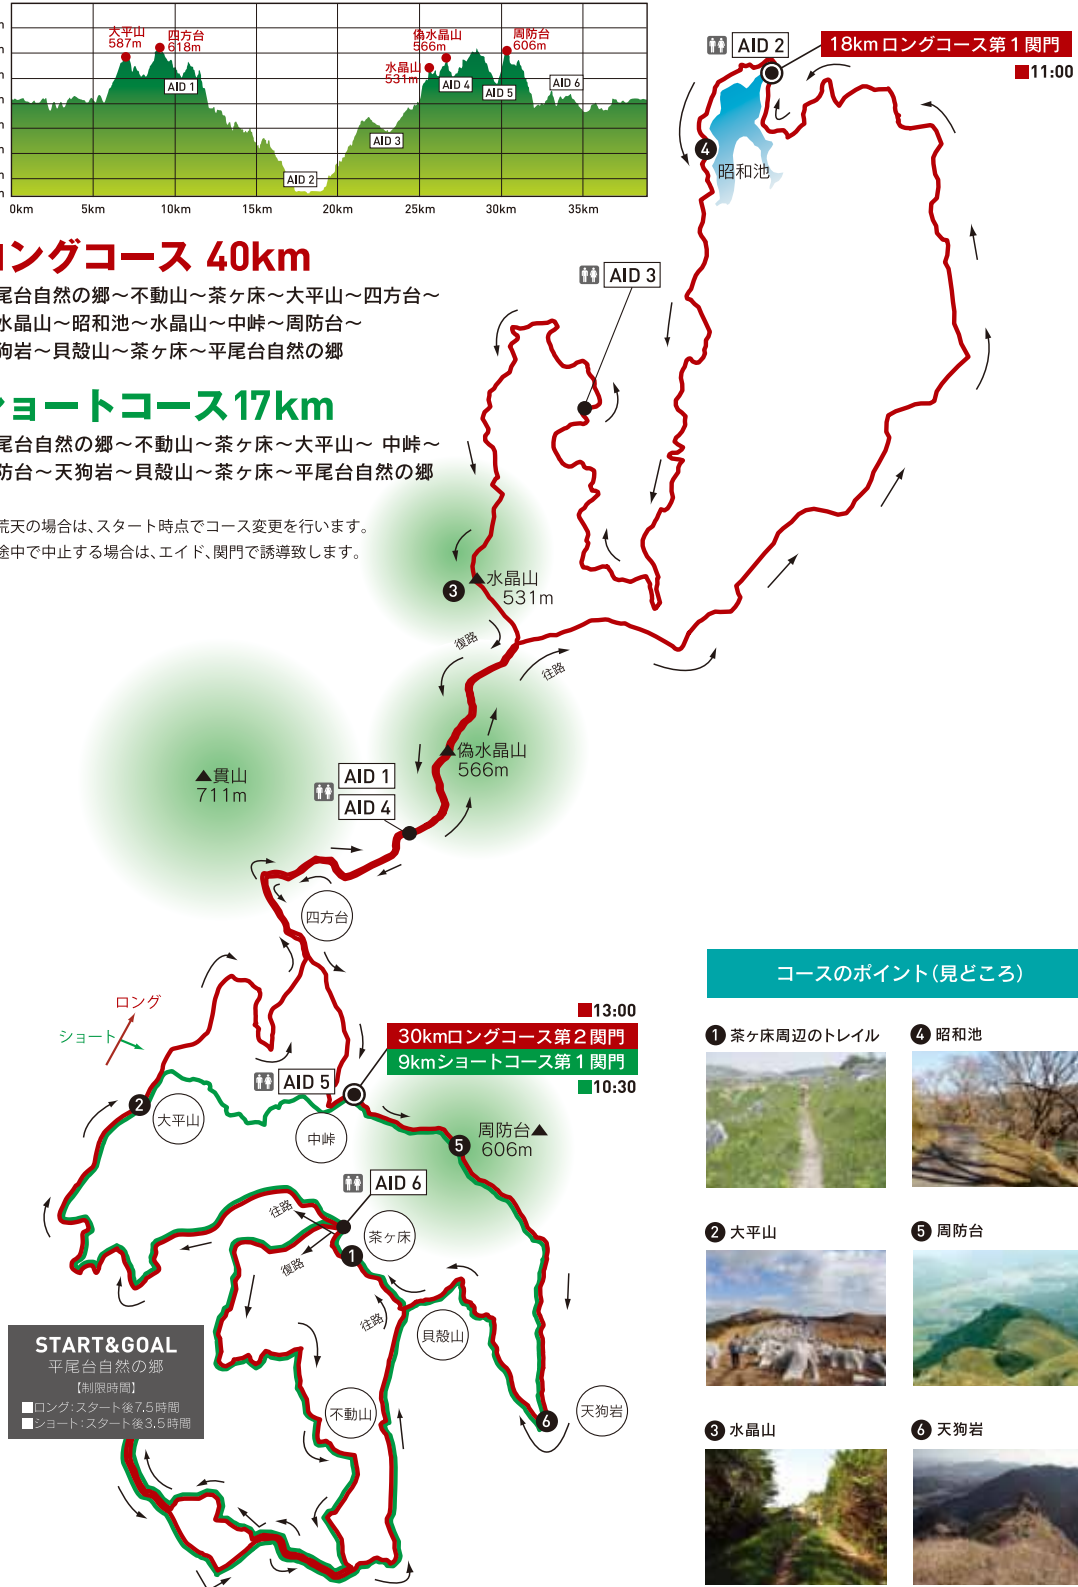 大平山
587m
四方台
618m
偽水晶山
566m
周防台
606m
水晶山
531m
AID 1
AID 4
AID 5
AID 6
AID 3
AID 2
0km
5km
10km
15km
20km
25km
30km
35km
ングコース 40km
尾台自然の郷～不動山～茶ヶ床～大平山～四方台～
水晶山～昭和池～水晶山～中峠～周防台～
狗岩～貝殻山～茶ヶ床～平尾台自然の郷
ョートコース17km
尾台自然の郷～不動山～茶ヶ床～大平山～ 中峠～
防台～天狗岩～貝殻山～茶ヶ床～平尾台自然の郷
荒天の場合は、スタート時点でコース変更を行います。
途中で中止する場合は、エイド、関門で誘導致します。
AID 2
18kmロングコース第1関門
■11:00
4
昭和池
AID 3
3
▲水晶山
531m
復路
往路
▲偽水晶山
566m
▲貫山
711m
AID 1
AID 4
四方台
ロング
ショート
■13:00
30kmロングコース第2関門
9kmショートコース第1関門
■10:30
AID 5
2
大平山
中峠
周防台▲
606m
5
AID 6
往路
茶ヶ床
復路
1
往路
貝殻山
不動山
6
天狗岩
START&GOAL
平尾台自然の郷
【制限時間】
■ロング:スタート後7.5時間
■ショート:スタート後3.5時間
コースのポイント(見どころ)
1 茶ヶ床周辺のトレイル
4 昭和池
2 大平山
5 周防台
3 水晶山
6 天狗岩